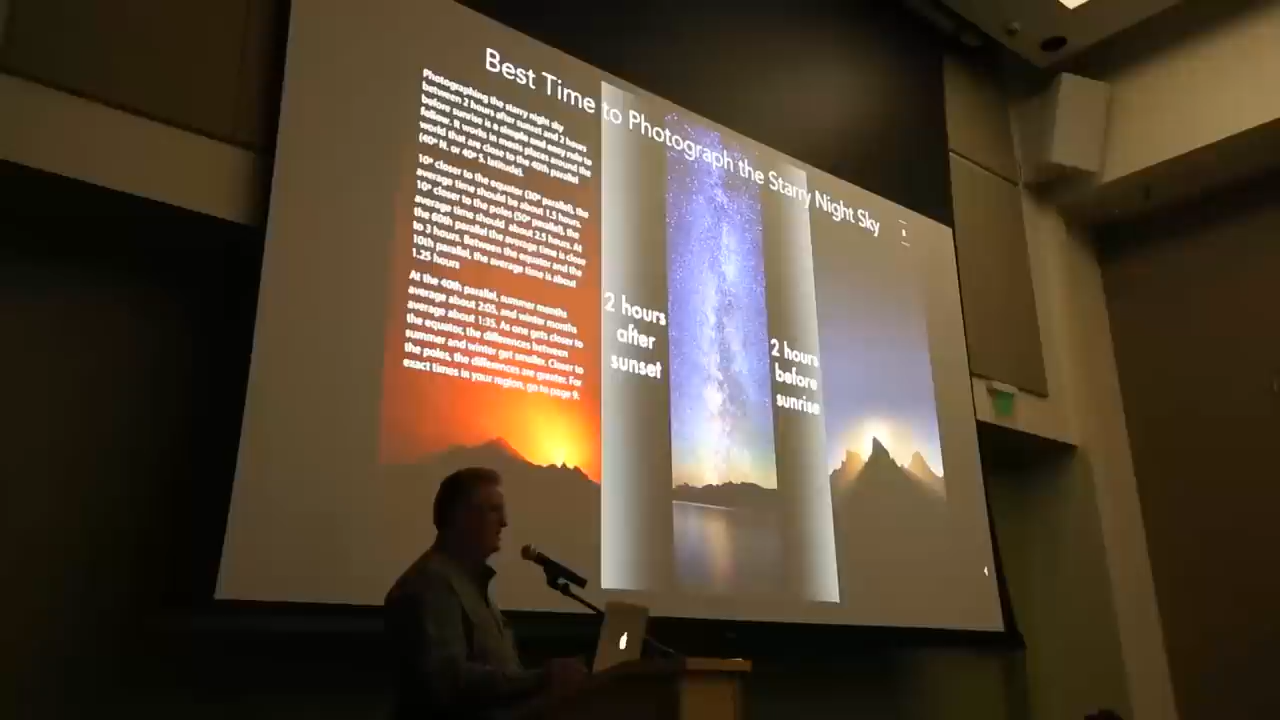 Best Time to Photograph the Starry Night Sky
Photographing the starry night sky
between 2 hours after sunset and 2 hours
before sunrise is a simple and easy rule to
follow. It works in most places around the
world that are close to the 40th parallel
(40º N. or 40º S. latitude).
10º closer to the equator (30º parallel), the
average time should be about 1.5 hours.
10º closer to the poles (50º parallel), the
average time should about 2.5 hours. At
the 60th parallel the average time is close
to 3 hours. Between the equator and the
10th parallel, the average time is about
1.25 hours
At the 40th parallel, summer months
average about 2:05, and winter months
average about 1:35. As one gets closer to
the equator, the differences between
summer and winter get smaller. Closer to
the poles, the differences are greater. For
exact times in your region, go to page 9.
2 hours
after
sunset
2 hours
before
sunrise
4